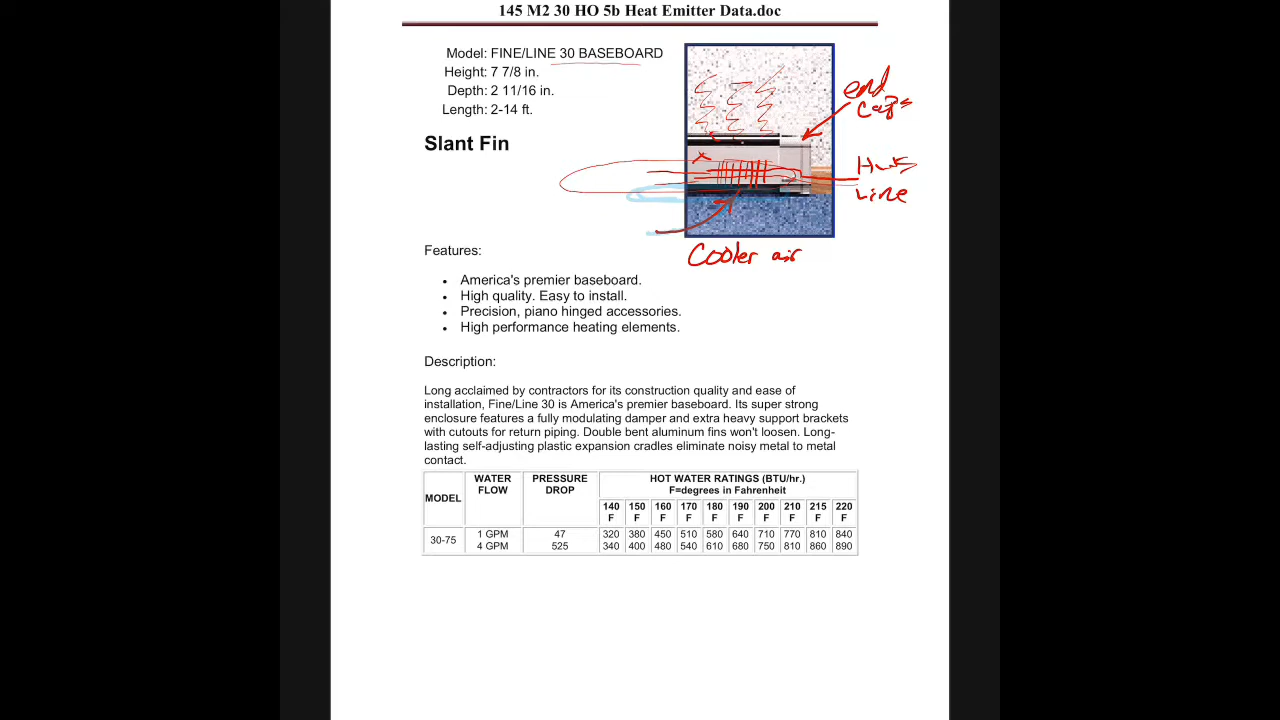 145 M2 30 HO 5b Heat Emitter Data.doc
Model: FINE/LINE 30 BASEBOARD
Height: 7 7/8 in.
Depth: 2 11/16 in.
Length: 2-14 ft.
Slant Fin
end
caps
HWS
Line
Cooler air
Features:
America's premier baseboard.
High quality. Easy to install.
Precision, piano hinged accessories.
High performance heating elements.
Description:
Long acclaimed by contractors for its construction quality and ease of
installation, Fine/Line 30 is America's premier baseboard. Its super strong
enclosure features a fully modulating damper and extra heavy support brackets
with cutouts for return piping. Double bent aluminum fins won't loosen. Long-
lasting self-adjusting plastic expansion cradles eliminate noisy metal to metal
contact.
MODEL WATER FLOW PRESSURE DROP HOT WATER RATINGS (BTU/hr.)
F=degrees in Fahrenheit
140 150 160 170 180 190 200 210 215 220
F F F F F F F F F F
30-75 1 GPM 47 320 380 450 510 580 640 710 770 810 840
4 GPM 525 340 400 480 540 610 680 750 810 860 890